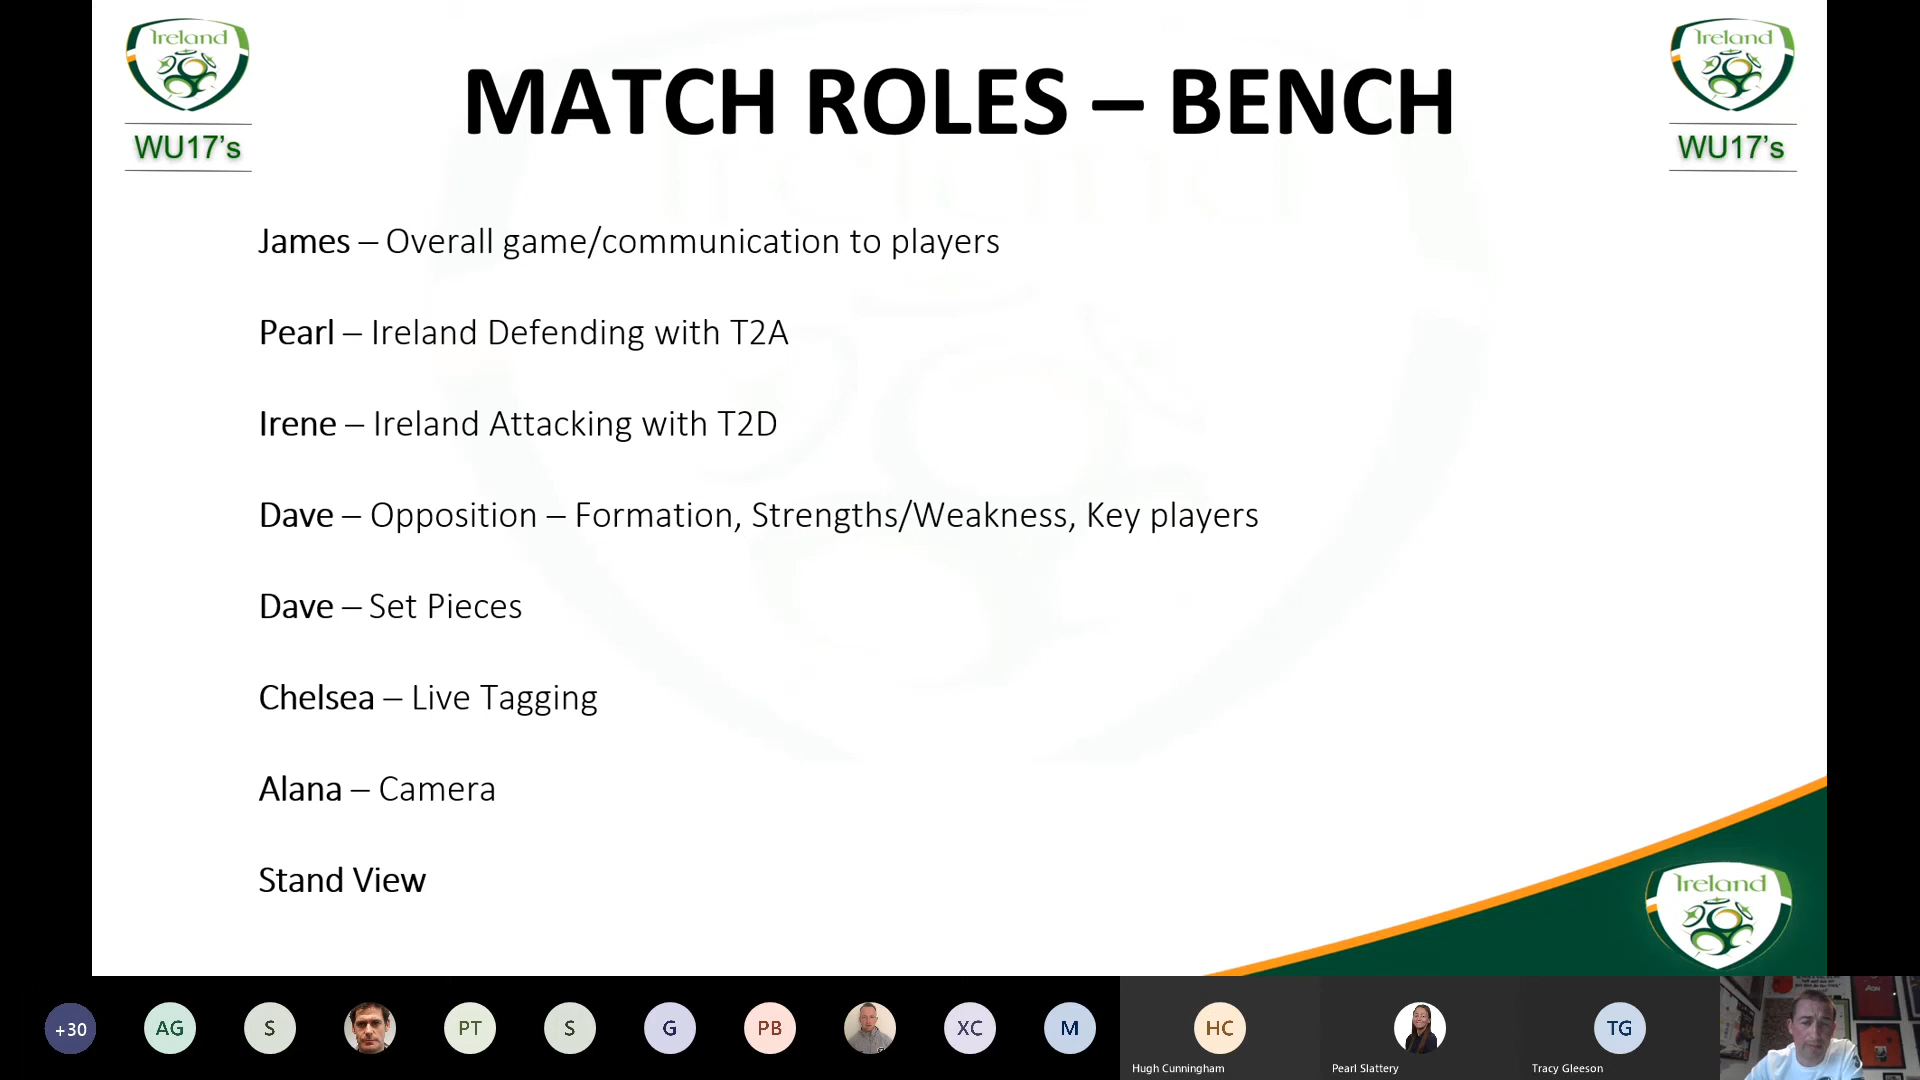 Ireland
WU17's
MATCH ROLES – BENCH
Ireland
WU17's
James – Overall game/communication to players
Pearl – Ireland Defending with T2A
Irene – Ireland Attacking with T2D
Dave – Opposition – Formation, Strengths/Weakness, Key players
Dave – Set Pieces
Chelsea – Live Tagging
Alana – Camera
Stand View
Ireland
+30
AG
S
PT
S
G
PB
XC
M
HC
TG
Hugh Cunningham
Pearl Slattery
Tracy Gleeson